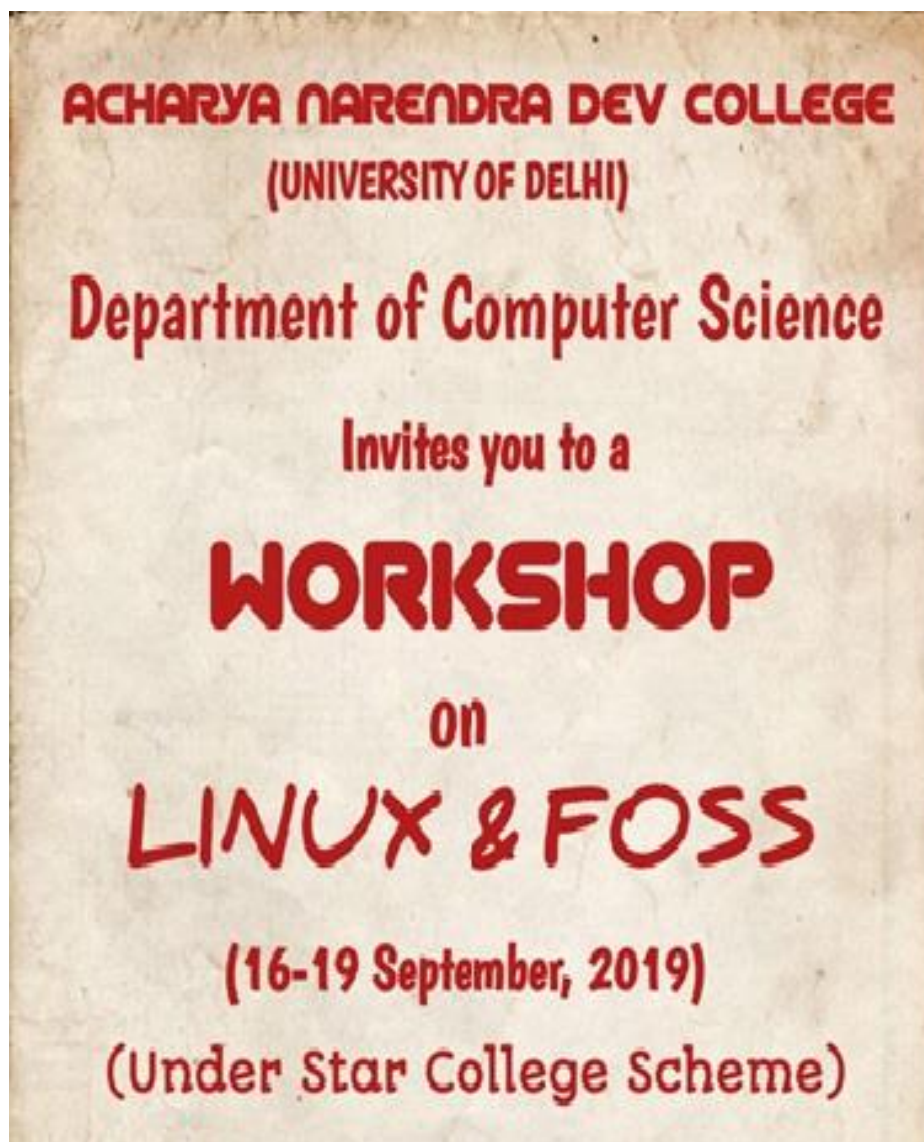 ACHARYA NARENDRA DEV COLLEGE
(UNIVERSITY OF DELHI)
Department of Computer Science
Invites you to a
WORKSHOP
on
LINUX & FOSS
(16-19 September, 2019)
(Under Star College Scheme)